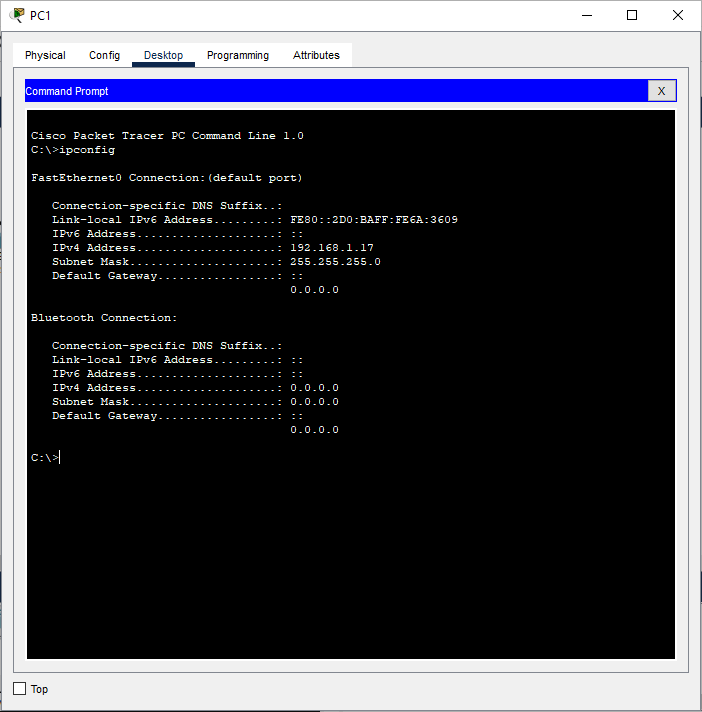 PC1
Physical Config Desktop Programming Attributes
Command Prompt X
Cisco Packet Tracer PC Command Line 1.0
C:\>ipconfig
FastEthernet0 Connection:(default port)
Connection-specific DNS Suffix..:
Link-local IPv6 Address.........: FE80::2D0:BAFF:FE6A:3609
IPv6 Address....................: ::
IPv4 Address....................: 192.168.1.17
Subnet Mask.....................: 255.255.255.0
Default Gateway.................: ::
0.0.0.0
Bluetooth Connection:
Connection-specific DNS Suffix..:
Link-local IPv6 Address.........: ::
IPv6 Address....................: ::
IPv4 Address....................: 0.0.0.0
Subnet Mask.....................: 0.0.0.0
Default Gateway.................: ::
0.0.0.0
C:\>
Top